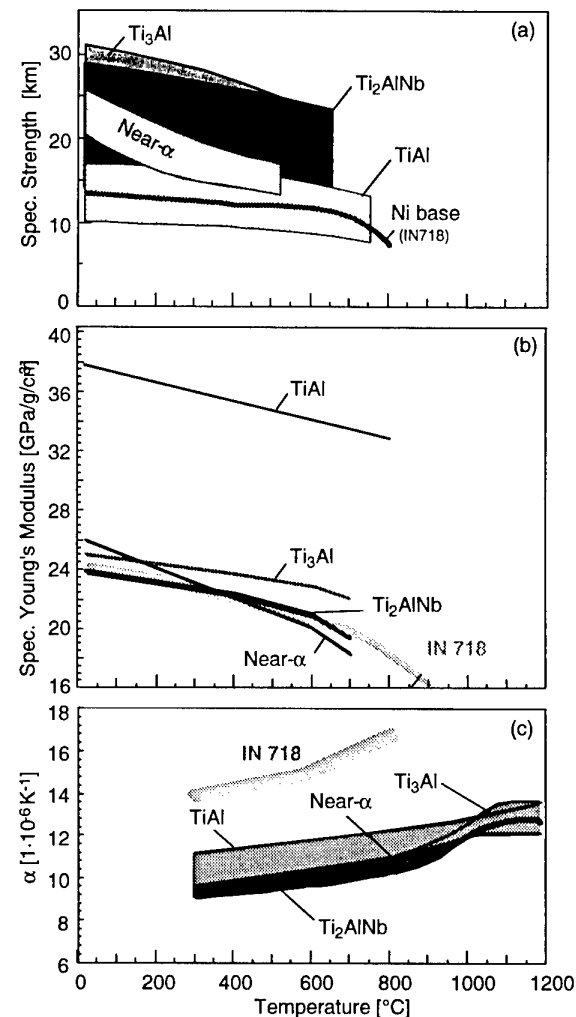 (a)
Ti₃Al
30
Ti₂AlNb
20
Near-α
TiAl
Ni base
(IN718)
10
0
Spec. Strength [km]
40
(b)
TiAl
36
32
28
Ti₃Al
24
Ti₂AlNb
20
IN 718
Near-α
16
Spec. Young's Modulus [GPa/g/cm³]
18
(c)
IN 718
16
14
Near-α
Ti₃Al
TiAl
12
10
Ti₂AlNb
8
6
α [1·10⁻⁶ K⁻¹]
0 200 400 600 800 1000 1200
Temperature [°C]